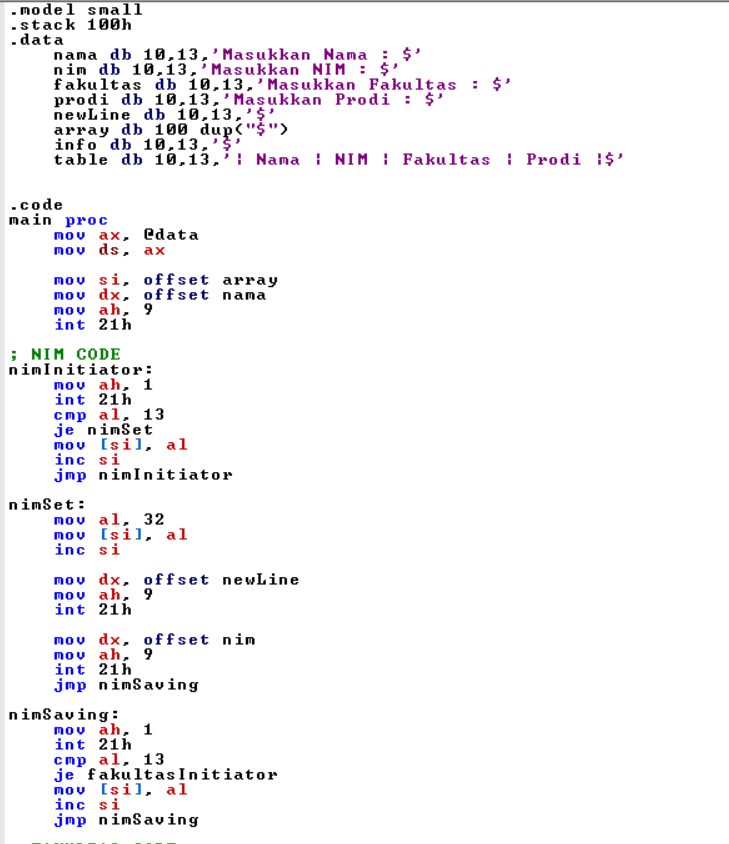 .model small
.stack 100h
.data
    nama db 10,13,'Masukkan Nama : $'
    nim db 10,13,'Masukkan NIM : $'
    fakultas db 10,13,'Masukkan Fakultas : $'
    prodi db 10,13,'Masukkan Prodi : $'
    newLine db 10,13,'$'
    array db 100 dup("$")
    info db 10,13,'$'
    table db 10,13,'| Nama | NIM | Fakultas | Prodi |$'
.code
main proc
    mov ax, @data
    mov ds, ax
    mov si, offset array
    mov dx, offset nama
    mov ah, 9
    int 21h
; NIM CODE
nimInitiator:
    mov ah, 1
    int 21h
    cmp al, 13
    je nimSet
    mov [si], al
    inc si
    jmp nimInitiator
nimSet:
    mov al, 32
    mov [si], al
    inc si
    mov dx, offset newLine
    mov ah, 9
    int 21h
    mov dx, offset nim
    mov ah, 9
    int 21h
    jmp nimSaving
nimSaving:
    mov ah, 1
    int 21h
    cmp al, 13
    je fakultasInitiator
    mov [si], al
    inc si
    jmp nimSaving